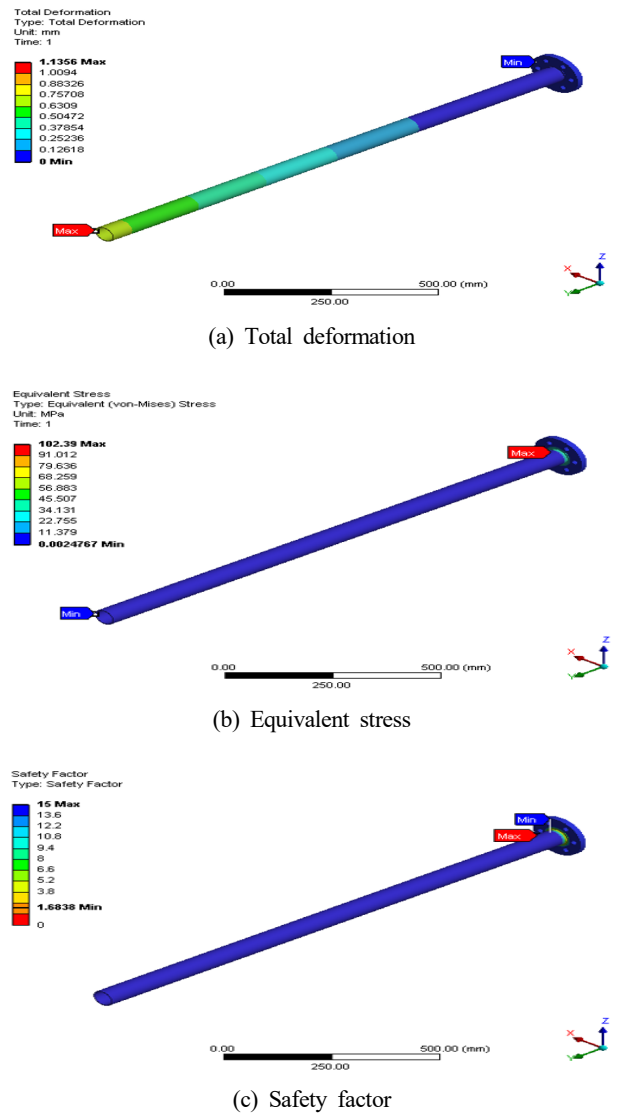 Total Deformation
Type: Total Deformation
Unit: mm
Time: 1
1.1356 Max
1.0094
0.88326
0.75708
0.6309
0.50472
0.37854
0.25236
0.12618
0 Min
Min
Max
0.00
500.00 (mm)
250.00
X
Y
Z
(a) Total deformation
Equivalent Stress
Type: Equivalent (von-Mises) Stress
Unit: MPa
Time: 1
102.39 Max
91.012
79.636
68.259
56.883
45.507
34.131
22.755
11.379
0.0024767 Min
Max
Min
0.00
500.00 (mm)
250.00
X
Y
Z
(b) Equivalent stress
Safety Factor
Type: Safety Factor
15 Max
13.6
12.2
10.8
9.4
8
6.6
5.2
3.8
1.6838 Min
0
Min
Max
0.00
500.00 (mm)
250.00
X
Y
Z
(c) Safety factor